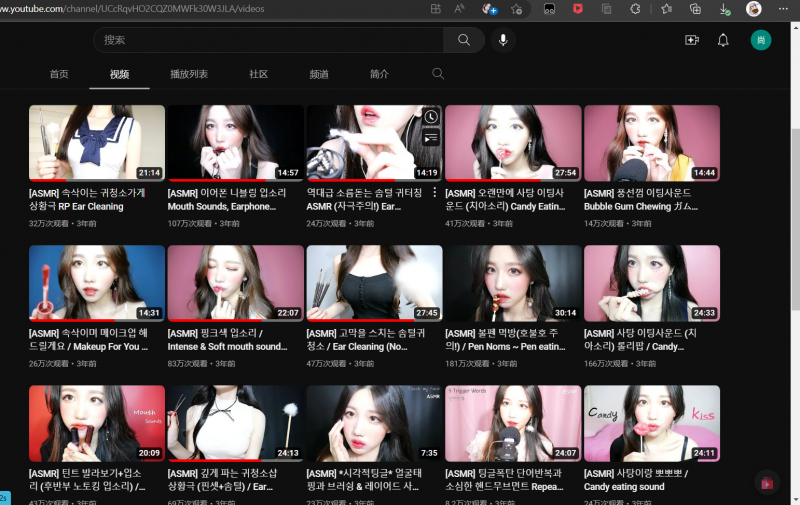 w.youtube.com/channel/UCcRqvHO2CQZ0MWFk30W3JLA/videos
搜索
尚
首页 视频 播放列表 社区 频道 简介
21:14 14:57 14:19 27:54 14:44
[ASMR] 속삭이는 귀청소가게
상황극 RP Ear Cleaning
32万次观看・3年前
[ASMR] 이어폰 니블링 입소리
Mouth Sounds, Earphone…
107万次观看・3年前
역대급 소름돋는 솜털 귀터칭
ASMR (자극주의!) Ear…
24万次观看・3年前
[ASMR] 오랜만에 사탕 이팅사
운드 (치아소리) Candy Eatin…
41万次观看・3年前
[ASMR] 풍선껌 이팅사운드
Bubble Gum Chewing ガム…
14万次观看・3年前
14:31 22:07 27:45 30:14 24:33
[ASMR] 속삭이며 메이크업 해
드릴게요 / Makeup For You …
26万次观看・3年前
[ASMR] 핑크색 입소리 /
Intense & Soft mouth sound…
83万次观看・3年前
[ASMR] 고막을 스치는 솜털귀
청소 / Ear Cleaning (No…
47万次观看・3年前
[ASMR] 볼펜 먹방(호불호 주
의!) / Pen Noms ~ Pen eatin…
181万次观看・3年前
[ASMR] 사탕 이팅사운드 (치
아소리) 롤리팝 / Candy…
166万次观看・3年前
Mouth
Sounds
20:09
24:13
ASMR
7:35
5 Trigger Words
24:07
Candy kiss
24:11
[ASMR] 틴트 발라보기+입소
리 (후반부 노토킹 입소리) /…
43万次观看・3年前
[ASMR] 깊게 파는 귀청소샵
상황극 (핀셋+솜털) / Ear…
69万次观看・3年前
[ASMR] *시각적팅글* 얼굴태
핑과 브러슁 & 레이어드 사…
23万次观看・3年前
[ASMR] 팅글폭탄 단어반복과
소심한 핸드무브먼트 Repea…
8.2万次观看・3年前
[ASMR] 사탕이랑 뽀뽀뽀 /
Candy eating sound
24万次观看・3年前
2s